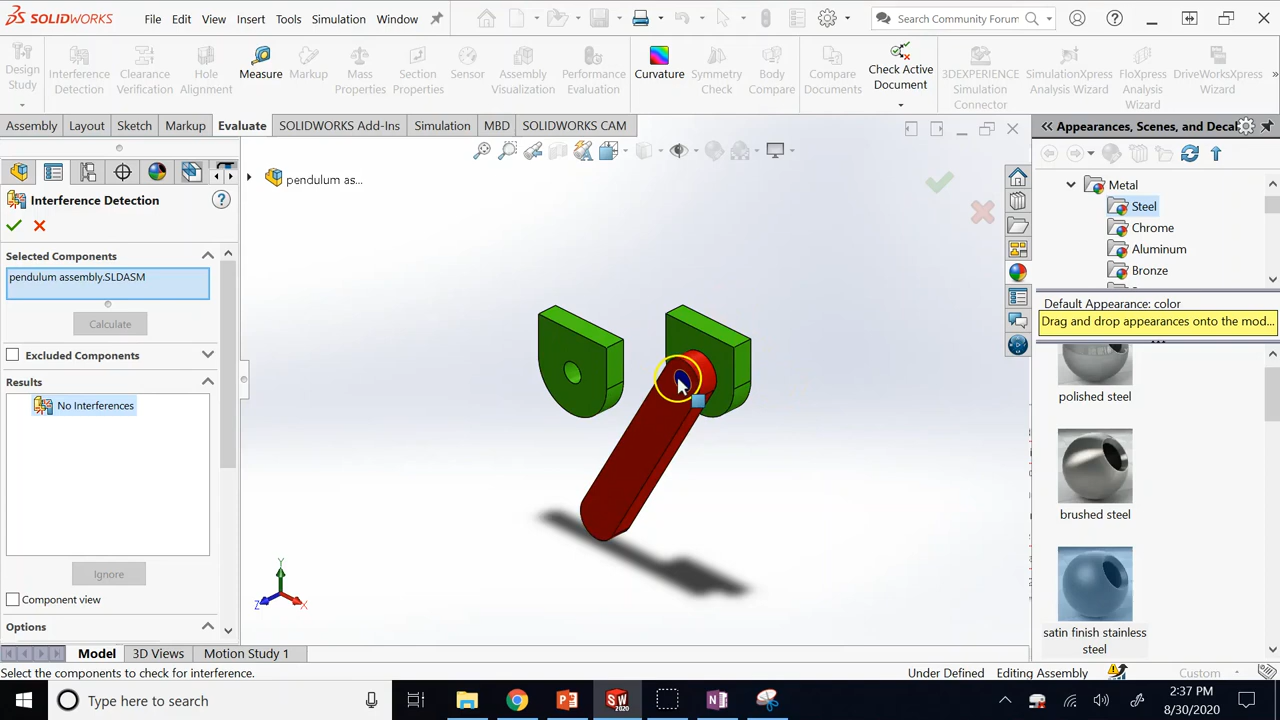 SOLIDWORKS File Edit View Insert Tools Simulation Window Search Community Forum
Design Study
Interference Detection
Clearance Verification
Hole Alignment
Measure
Markup
Mass Properties
Section Properties
Sensor
Assembly Visualization
Performance Evaluation
Curvature
Symmetry Check
Body Compare
Compare Documents
Check Active Document
3DEXPERIENCE Simulation Connector
SimulationXpress Analysis Wizard
FloXpress Analysis Wizard
DriveWorksXpress Wizard
Assembly Layout Sketch Markup Evaluate SOLIDWORKS Add-Ins Simulation MBD SOLIDWORKS CAM
Interference Detection
Selected Components
pendulum assembly.SLDASM
Calculate
Excluded Components
Results
No Interferences
Ignore
Component view
Options
pendulum as...
Y
Z
X
Appearances, Scenes, and Decal
Metal
Steel
Chrome
Aluminum
Bronze
Default Appearance: color
Drag and drop appearances onto the mod...
polished steel
brushed steel
satin finish stainless
steel
Model 3D Views Motion Study 1
Select the components to check for interference. Under Defined Editing Assembly Custom
Type here to search
SW
2020
2:37 PM
8/30/2020